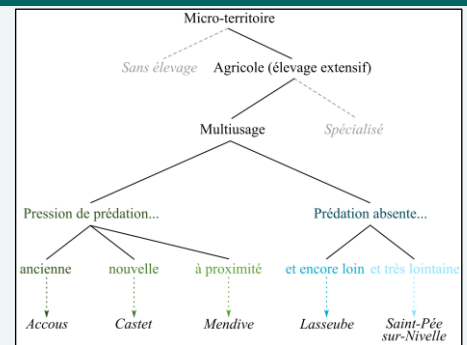 Micro-territoire
Sans élevage Agricole (élevage extensif)
Multiusage Spécialisé
Pression de prédation... Prédation absente...
ancienne nouvelle à proximité et encore loin et très lointaine
Accous Castet Mendive Lasseube Saint-Pée
sur-Nivelle